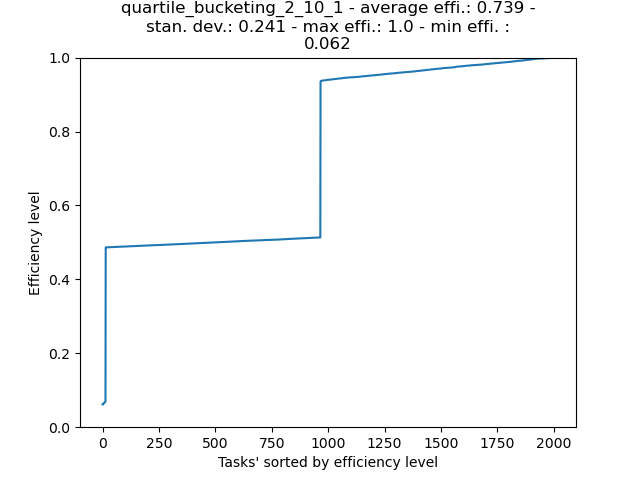 quartile_bucketing_2_10_1 - average effi.: 0.739 -
stan. dev.: 0.241 - max effi.: 1.0 - min effi. :
0.062
1.0
0.8
0.6
0.4
0.2
0.0
Efficiency level
0 250 500 750 1000 1250 1500 1750 2000
Tasks' sorted by efficiency level